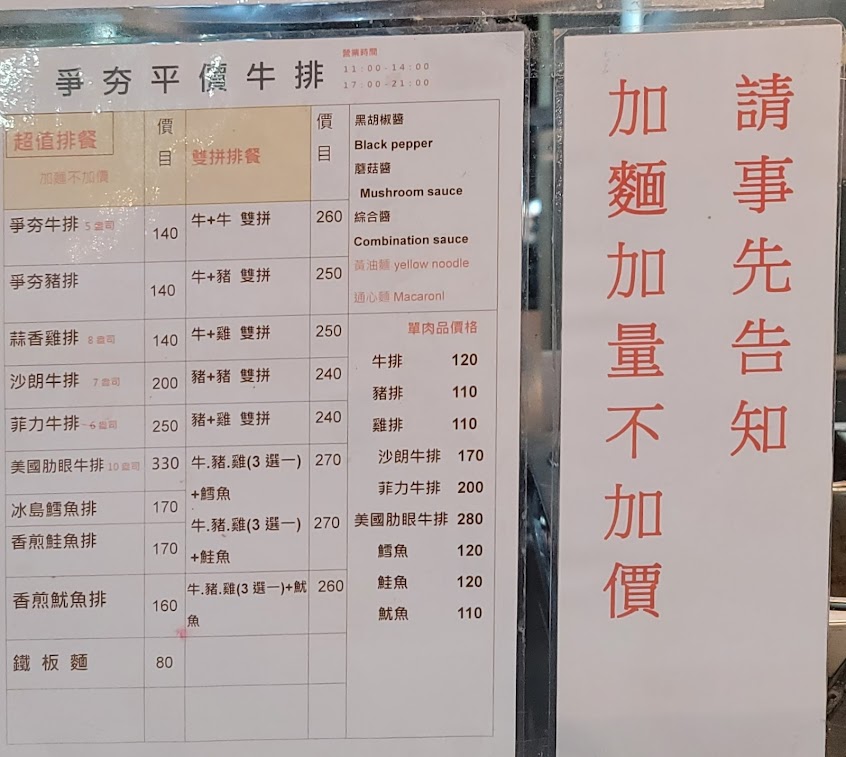 爭夯平價牛排
營業時間
11:00-14:00
17:00-21:00
超值排餐
加麵不加價
價目
雙拼排餐
價目
爭夯牛排 5盎司 140
牛+牛 雙拼 260
爭夯豬排 140
牛+豬 雙拼 250
蒜香雞排 8盎司 140
牛+雞 雙拼 250
沙朗牛排 7盎司 200
豬+豬 雙拼 240
菲力牛排 6盎司 250
豬+雞 雙拼 240
美國肋眼牛排 10盎司 330
牛.豬.雞(3 選一)
+鱈魚 270
冰島鱈魚排 170
香煎鮭魚排 170
牛.豬.雞(3 選一)
+鮭魚 270
香煎魷魚排 160
牛.豬.雞(3 選一)+魷
魚 260
鐵板麵 80
黑胡椒醬
Black pepper
蘑菇醬
Mushroom sauce
綜合醬
Combination sauce
黃油麵 yellow noodle
通心麵 Macaronl
單肉品價格
牛排 120
豬排 110
雞排 110
沙朗牛排 170
菲力牛排 200
美國肋眼牛排 280
鱈魚 120
鮭魚 120
魷魚 110
請事先告知
加麵加量不加價